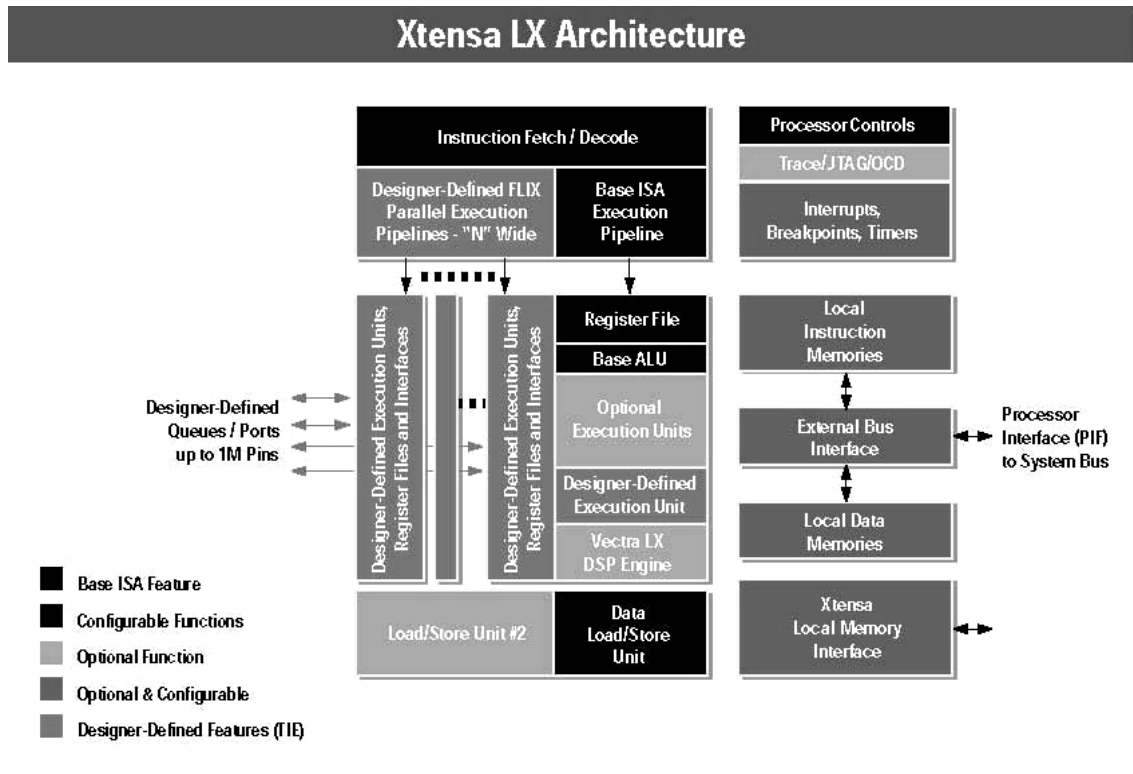 Xtensa LX Architecture
Instruction Fetch / Decode
Designer-Defined FLIX
Parallel Execution
Pipelines - "N" Wide
Base ISA
Execution
Pipeline
Processor Controls
Trace/JTAG/OCD
Interrupts,
Breakpoints, Timers
Designer-Defined Execution Units,
Register Files and Interfaces
Designer-Defined Execution Units,
Register Files and Interfaces
Register File
Base ALU
Optional
Execution Units
Designer-Defined
Execution Unit
Vectra LX
DSP Engine
Local
Instruction
Memories
Designer-Defined
Queues / Ports
up to 1M Pins
External Bus
Interface
Processor
Interface (PIF)
to System Bus
Local Data
Memories
Load/Store Unit #2
Data
Load/Store
Unit
Xtensa
Local Memory
Interface
Base ISA Feature
Configurable Functions
Optional Function
Optional & Configurable
Designer-Defined Features (TIE)